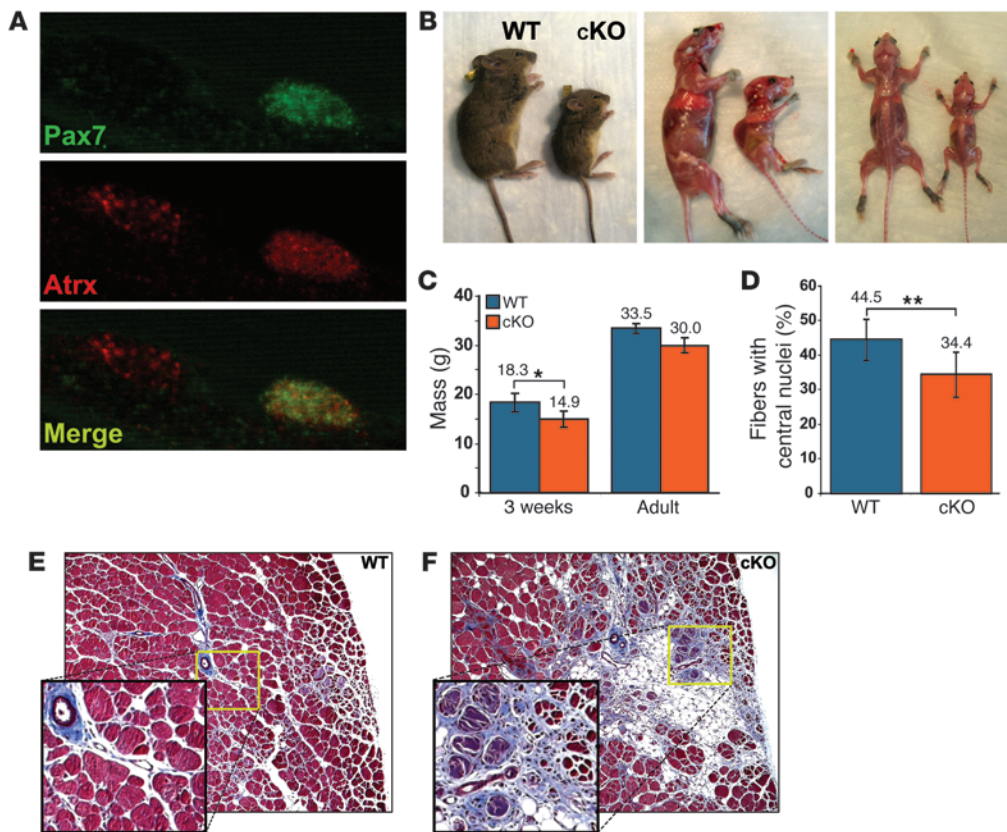 A
Pax7
Atrx
Merge
B
WT cKO
C
WT
cKO
Mass (g)
40
30
20
10
0
18.3
*
14.9
33.5
30.0
3 weeks
Adult
D
Fibers with
central nuclei (%)
60
50
40
30
20
10
0
44.5
**
34.4
WT
cKO
E
WT
F
cKO